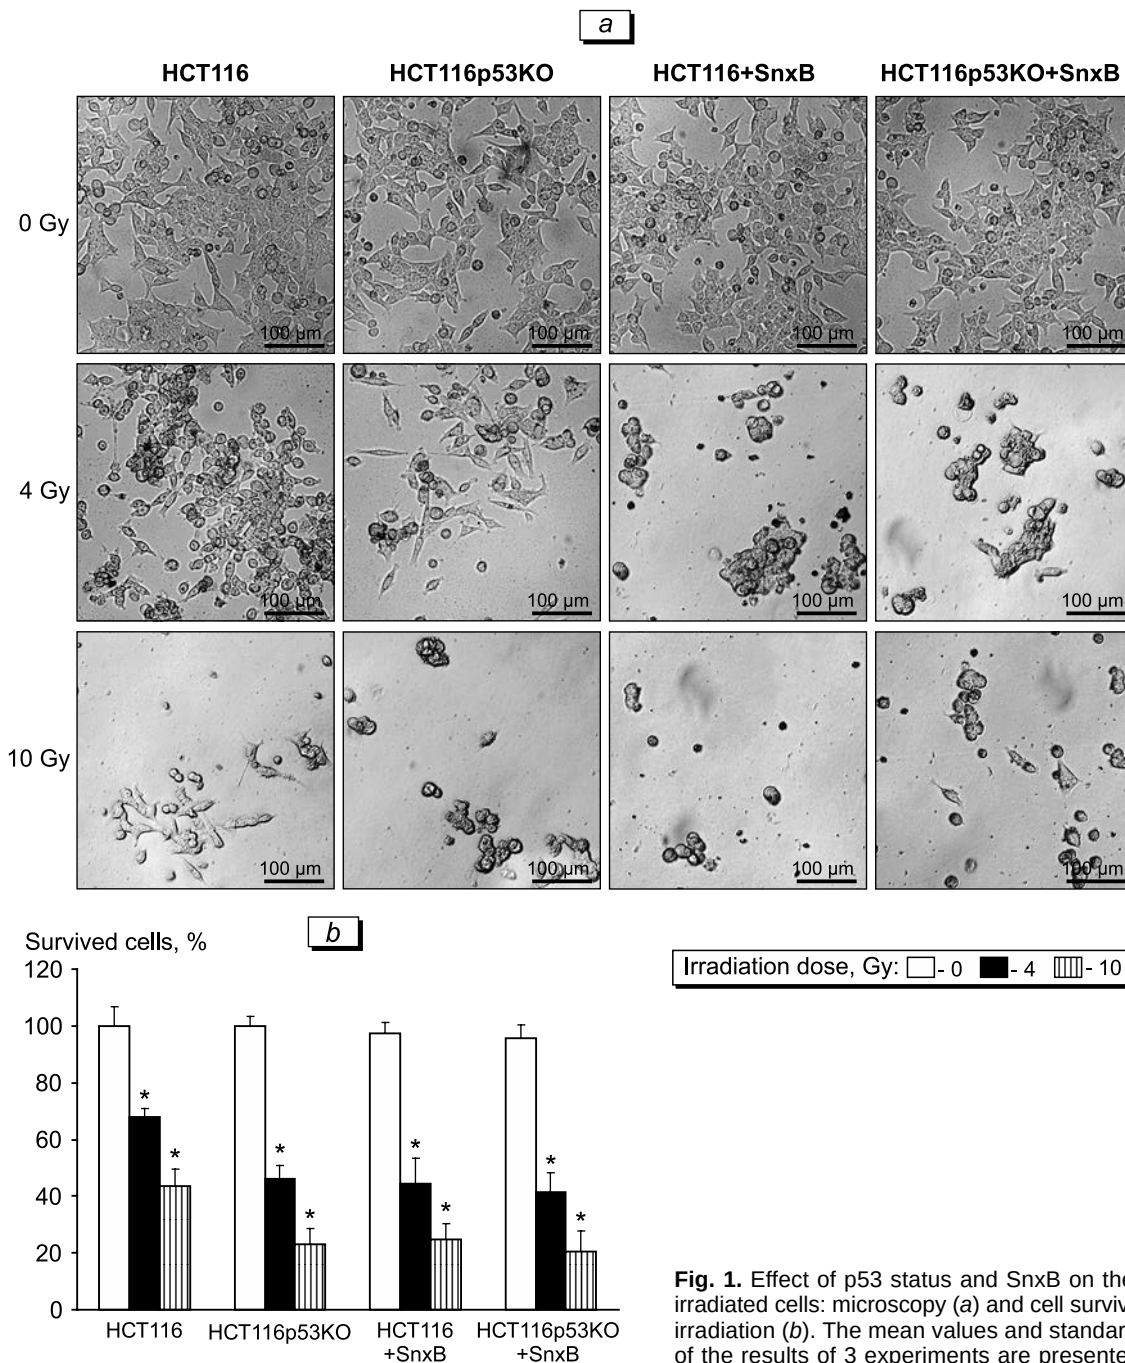 a
HCT116 HCT116p53KO HCT116+SnxB HCT116p53KO+SnxB
0 Gy
100 µm 100 µm 100 µm 100 µm
4 Gy
100 µm 100 µm 100 µm 100 µm
10 Gy
100 µm 100 µm 100 µm 100 µm
b
Survived cells, %
120
100
80
60
40
20
0
* * * * * * * *
HCT116 HCT116p53KO HCT116 HCT116p53KO
+SnxB +SnxB
Irradiation dose, Gy: - 0 - 4 - 10
Fig. 1. Effect of p53 status and SnxB on the
irradiated cells: microscopy (a) and cell surviv
irradiation (b). The mean values and standar
of the results of 3 experiments are presente